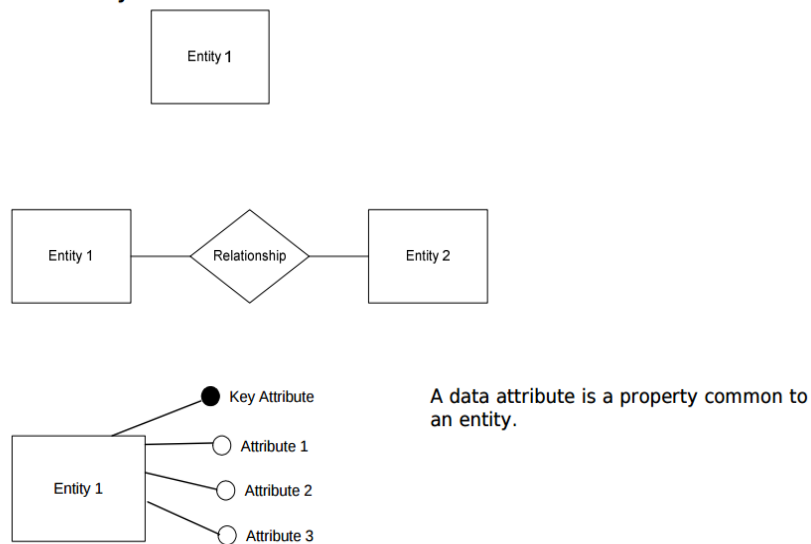 Entity 1
Entity 1
Relationship
Entity 2
Key Attribute
A data attribute is a property common to
an entity.
Attribute 1
Entity 1
Attribute 2
Attribute 3